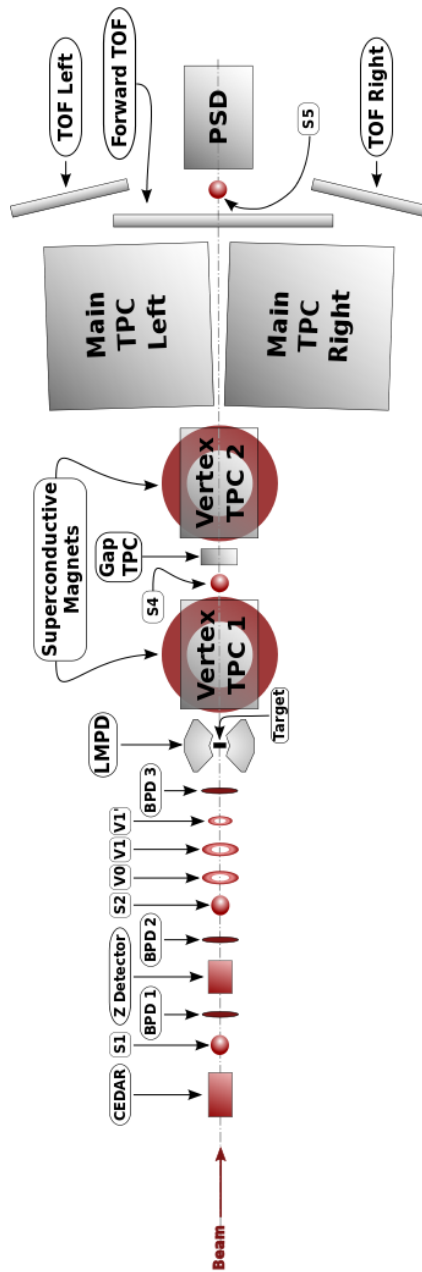 Beam
CEDAR
S1
BPD 1
Z Detector
BPD 2
S2
V0
V1
V1'
BPD 3
LMPD
Target
Superconductive
Magnets
Vertex
TPC 1
S4
Gap
TPC
Vertex
TPC 2
Main
TPC
Left
Main
TPC
Right
TOF Left
Forward TOF
PSD
S5
TOF Right